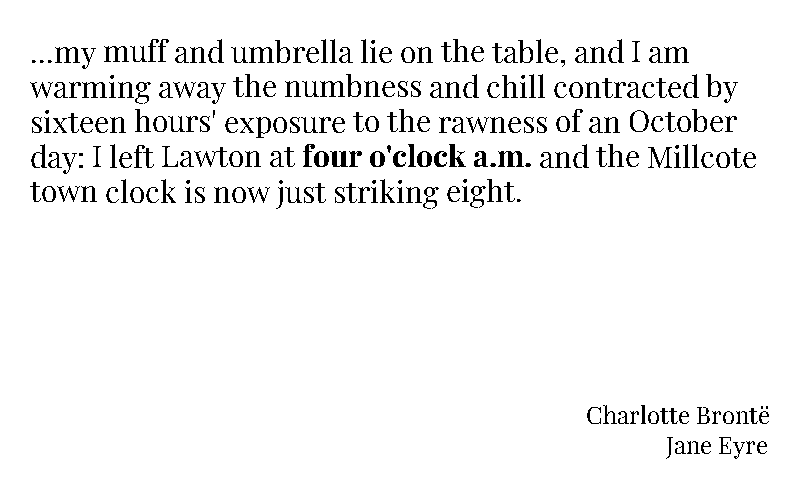 ...my muff and umbrella lie on the table, and I am
warming away the numbness and chill contracted by
sixteen hours' exposure to the rawness of an October
day: I left Lawton at four o'clock a.m. and the Millcote
town clock is now just striking eight.
Charlotte Brontë
Jane Eyre